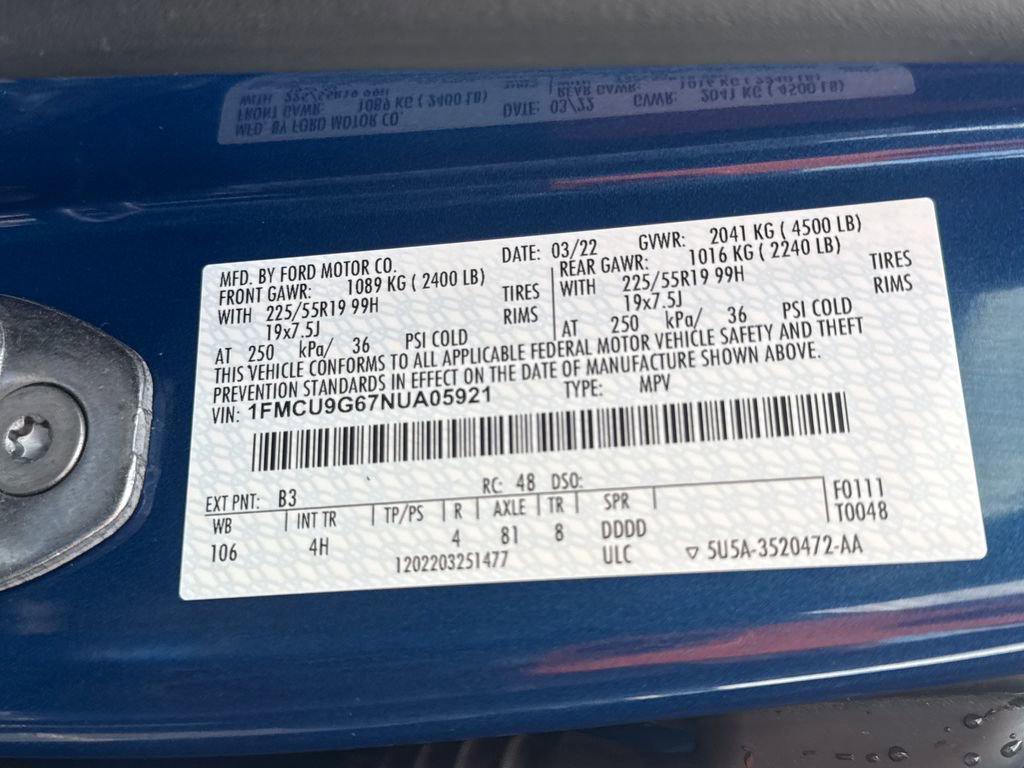 MFD. BY FORD MOTOR CO. DATE: 03/22 GVWR: 2041 KG ( 4500 LB)
FRONT GAWR: 1089 KG ( 2400 LB) REAR GAWR: 1016 KG ( 2240 LB)
WITH 225/55R19 99H TIRES WITH 225/55R19 99H TIRES
19x7.5J RIMS 19x7.5J RIMS
AT 250 kPa/ 36 PSI COLD AT 250 kPa/ 36 PSI COLD
THIS VEHICLE CONFORMS TO ALL APPLICABLE FEDERAL MOTOR VEHICLE SAFETY AND THEFT
PREVENTION STANDARDS IN EFFECT ON THE DATE OF MANUFACTURE SHOWN ABOVE.
VIN: 1FMCU9G67NUA05921 TYPE: MPV
EXT PNT: B3 RC: 48 DSO:
WB INT TR TP/PS R AXLE TR SPR F0111
106 4H 4 81 8 DDDD T0048
1202203251477 ULC ▽ 5U5A-3520472-AA